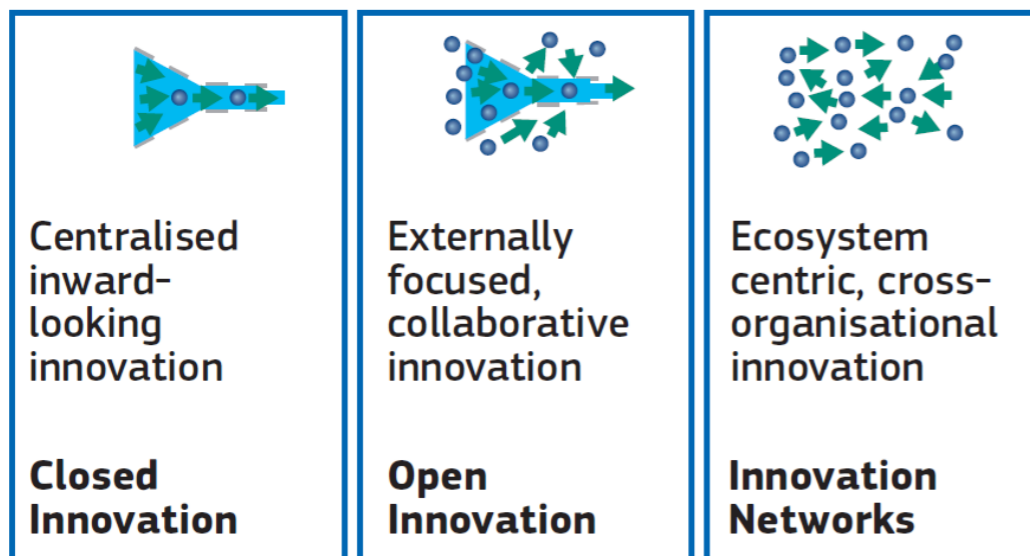 Centralised
inward-
looking
innovation
Closed
Innovation
Externally
focused,
collaborative
innovation
Open
Innovation
Ecosystem
centric, cross-
organisational
innovation
Innovation
Networks